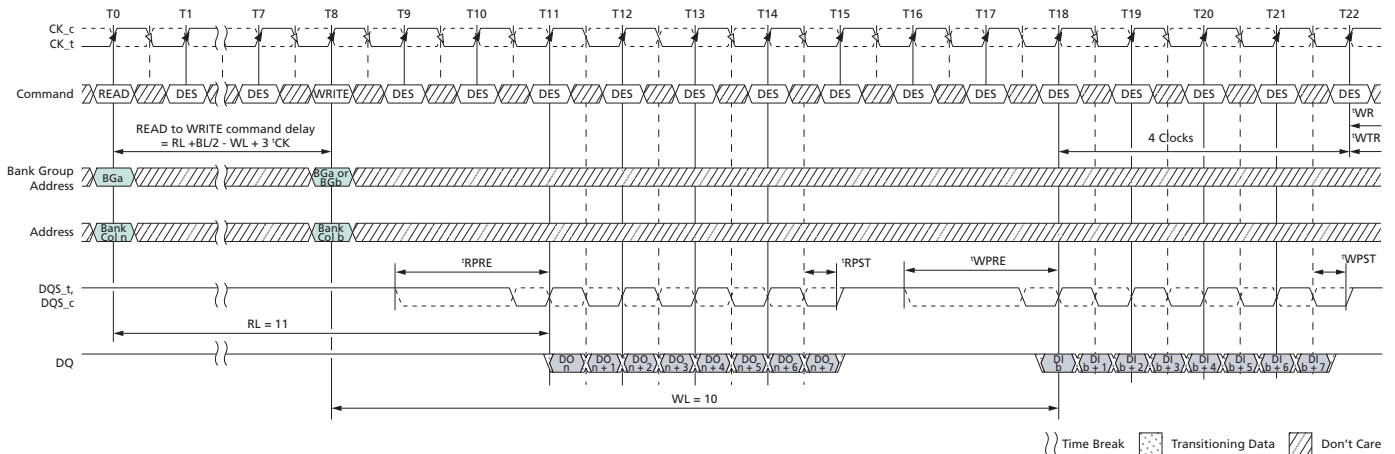 T0 T1 T7 T8 T9 T10 T11 T12 T13 T14 T15 T16 T17 T18 T19 T20 T21 T22
CK_c
CK_t
Command READ DES DES WRITE DES DES DES DES DES DES DES DES DES DES DES DES DES DES
READ to WRITE command delay
= RL +BL/2 - WL + 3 tCK
tWR
4 Clocks
tWTR
Bank Group
Address
BGa
BGa or
BGb
Address
Bank
Col n
Bank
Col b
tRPRE
tRPST
tWPRE
tWPST
DQS_t,
DQS_c
RL = 11
DQ
DO
n
DO
n + 1
DO
n + 2
DO
n + 3
DO
n + 4
DO
n + 5
DO
n + 6
DO
n + 7
DI
b
DI
b + 1
DI
b + 2
DI
b + 3
DI
b + 4
DI
b + 5
DI
b + 6
DI
b + 7
WL = 10
Time Break Transitioning Data Don't Care